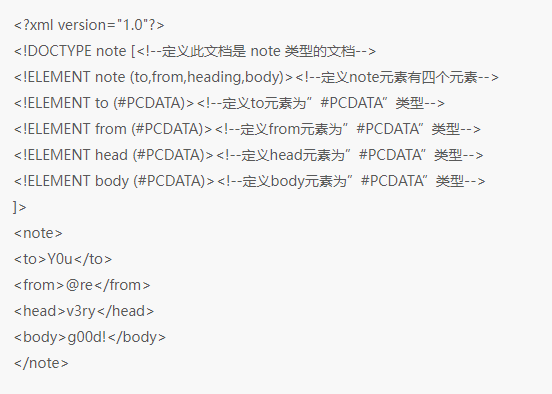 <?xml version="1.0"?>
<!DOCTYPE note [<!--定义此文档是 note 类型的文档-->
<!ELEMENT note (to,from,heading,body)><!--定义note元素有四个元素-->
<!ELEMENT to (#PCDATA)><!--定义to元素为”#PCDATA”类型-->
<!ELEMENT from (#PCDATA)><!--定义from元素为”#PCDATA”类型-->
<!ELEMENT head (#PCDATA)><!--定义head元素为”#PCDATA”类型-->
<!ELEMENT body (#PCDATA)><!--定义body元素为”#PCDATA”类型-->
]>
<note>
<to>Y0u</to>
<from>@re</from>
<head>v3ry</head>
<body>g00d!</body>
</note>